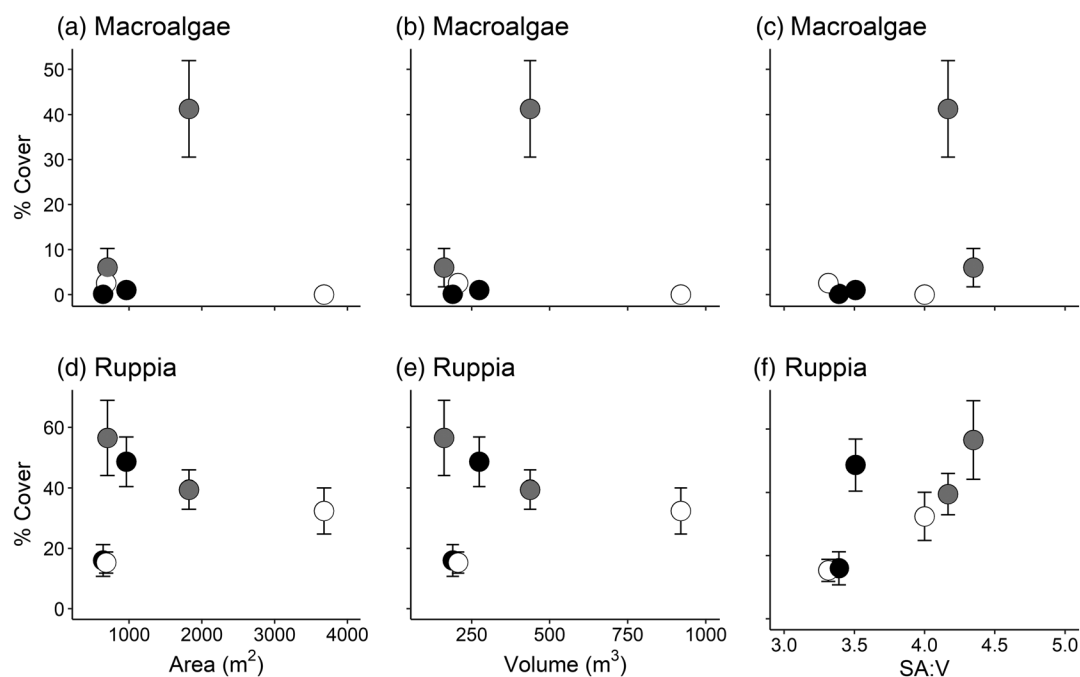 (a) Macroalgae
(b) Macroalgae
(c) Macroalgae
% Cover
50
40
30
20
10
0
(d) Ruppia
(e) Ruppia
(f) Ruppia
% Cover
60
40
20
0
1000 2000 3000 4000
Area (m²)
250 500 750 1000
Volume (m³)
3.0 3.5 4.0 4.5 5.0
SA:V